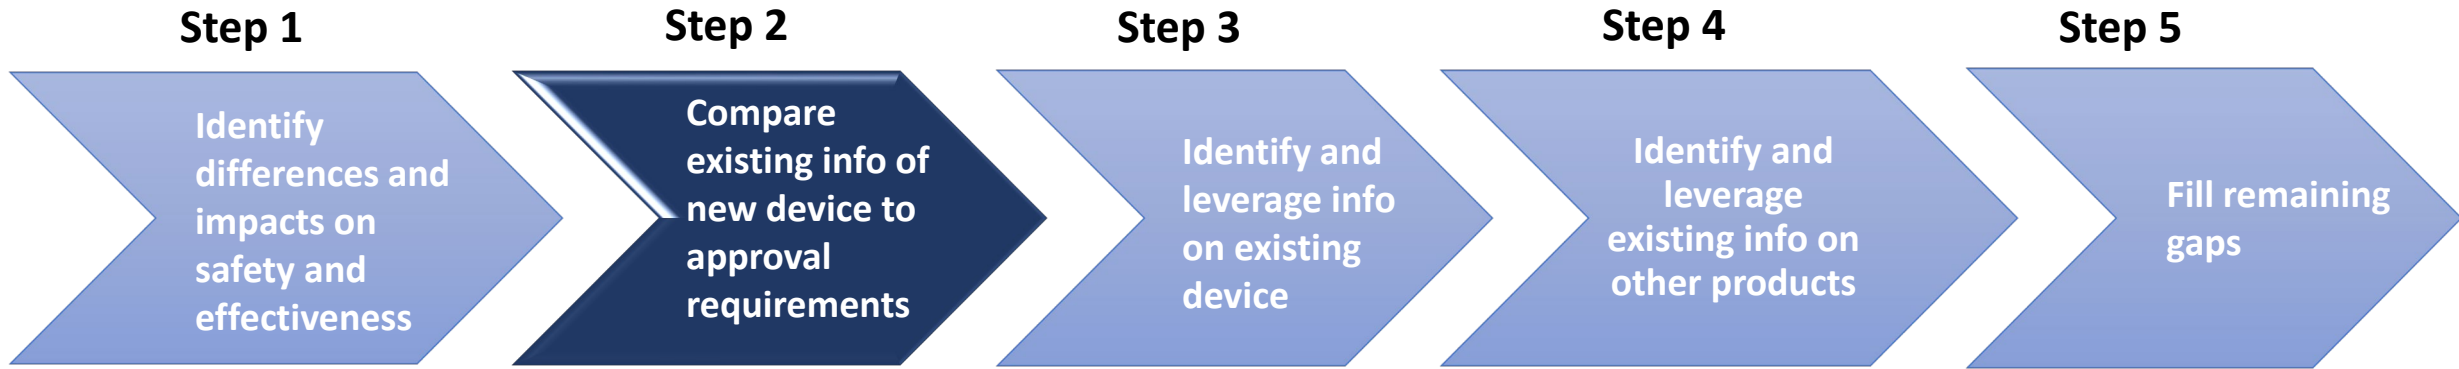 Step 1
Identify
differences and
impacts on
safety and
effectiveness
Step 2
Compare
existing info of
new device to
approval
requirements
Step 3
Identify and
leverage info
on existing
device
Step 4
Identify and
leverage
existing info on
other products
Step 5
Fill remaining
gaps